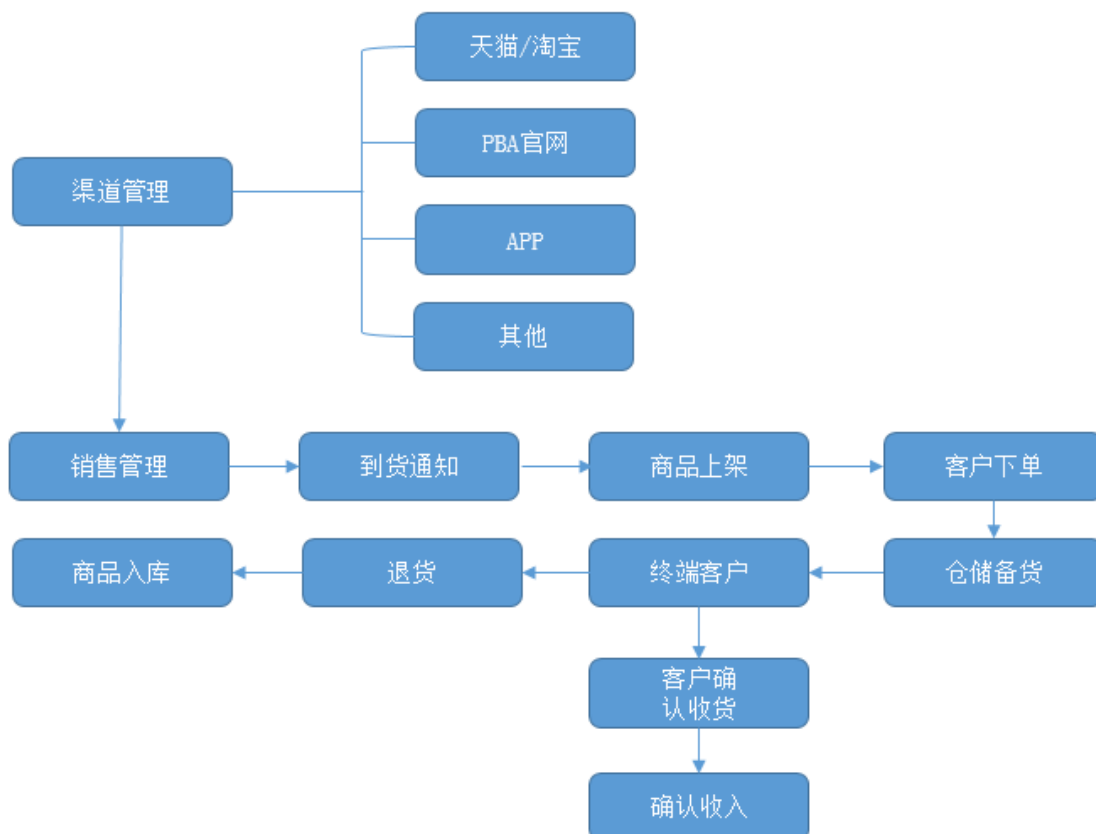 天猫/淘宝
PBA官网
渠道管理
APP
其他
销售管理
到货通知
商品上架
客户下单
商品入库
退货
终端客户
仓储备货
客户确
认收货
确认收入